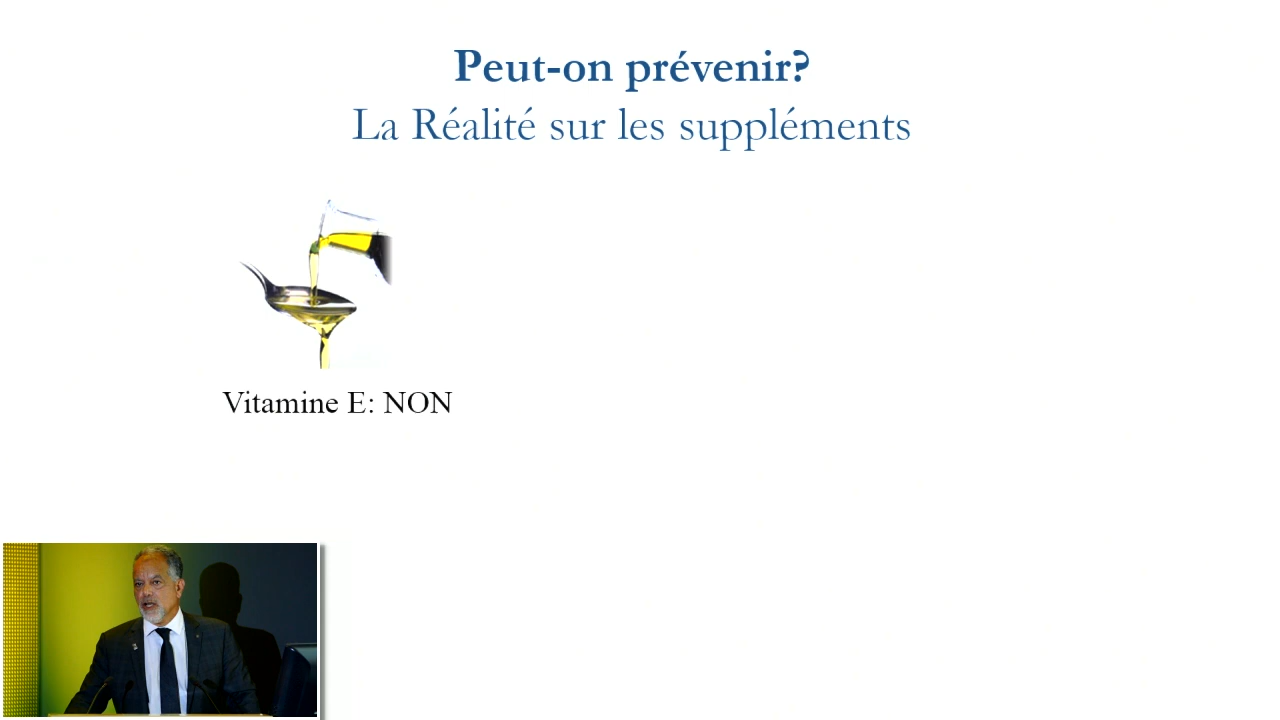 Peut-on prévenir?
La Réalité sur les suppléments
Vitamine E: NON